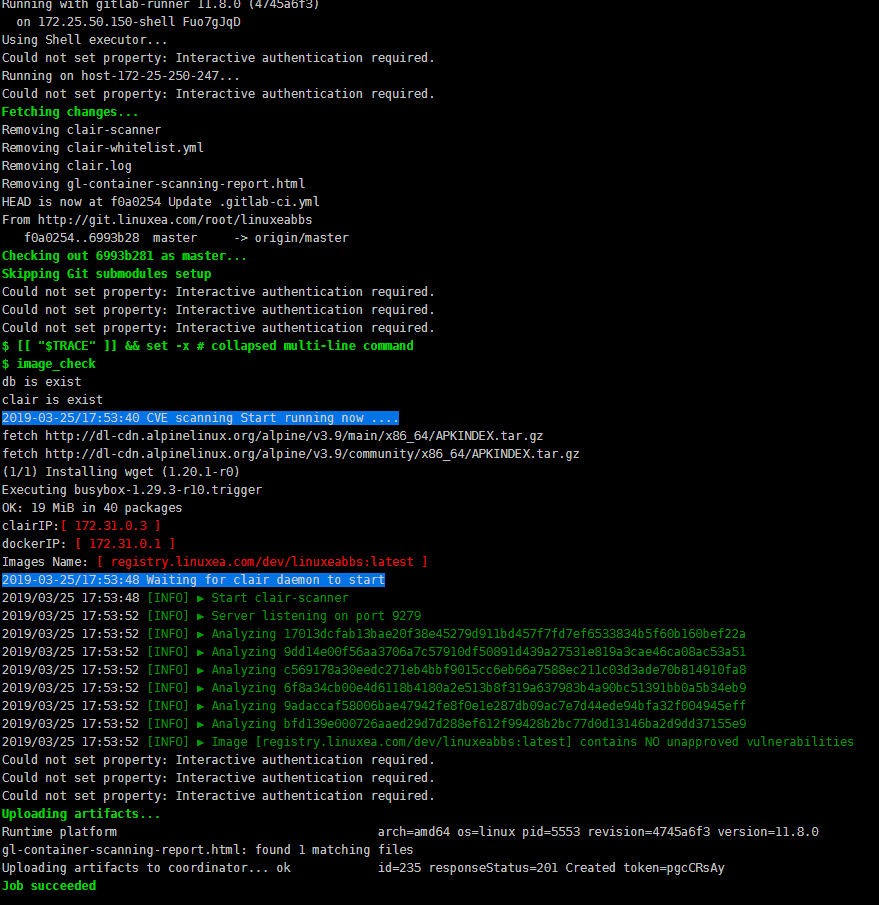 Running with gitlab-runner 11.8.0 (4745a6f3)
on 172.25.50.150-shell Fuo7gJqD
Using Shell executor...
Could not set property: Interactive authentication required.
Running on host-172-25-250-247...
Could not set property: Interactive authentication required.
Fetching changes...
Removing clair-scanner
Removing clair-whitelist.yml
Removing clair.log
Removing gl-container-scanning-report.html
HEAD is now at f0a0254 Update .gitlab-ci.yml
From http://git.linuxea.com/root/linuxeabbs
f0a0254..6993b28 master -> origin/master
Checking out 6993b281 as master...
Skipping Git submodules setup
Could not set property: Interactive authentication required.
Could not set property: Interactive authentication required.
Could not set property: Interactive authentication required.
$ [[ "$TRACE" ]] && set -x # collapsed multi-line command
$ image_check
db is exist
clair is exist
2019-03-25/17:53:40 CVE scanning Start running now ....
fetch http://dl-cdn.alpinelinux.org/alpine/v3.9/main/x86_64/APKINDEX.tar.gz
fetch http://dl-cdn.alpinelinux.org/alpine/v3.9/community/x86_64/APKINDEX.tar.gz
(1/1) Installing wget (1.20.1-r0)
Executing busybox-1.29.3-r10.trigger
OK: 19 MiB in 40 packages
clairIP:[ 172.31.0.3 ]
dockerIP: [ 172.31.0.1 ]
Images Name: [ registry.linuxea.com/dev/linuxeabbs:latest ]
2019-03-25/17:53:48 Waiting for clair daemon to start
2019/03/25 17:53:48 [INFO] ▶ Start clair-scanner
2019/03/25 17:53:52 [INFO] ▶ Server listening on port 9279
2019/03/25 17:53:52 [INFO] ▶ Analyzing 17013dcfab13bae20f38e45279d911bd457f7fd7ef6533834b5f60b160bef22a
2019/03/25 17:53:52 [INFO] ▶ Analyzing 9dd14e00f56aa3706a7c57910df50891d439a27531e819a3cae46ca08ac53a51
2019/03/25 17:53:52 [INFO] ▶ Analyzing c569178a30eedc271eb4bbf9015cc6eb66a7588ec211c03d3ade70b814910fa8
2019/03/25 17:53:52 [INFO] ▶ Analyzing 6f8a34cb00e4d6118b4180a2e513b8f319a637983b4a90bc51391bb0a5b34eb9
2019/03/25 17:53:52 [INFO] ▶ Analyzing 9adaccaf58006bae47942fe8f0e1e287db09ac7e7d44ede94bfa32f004945eff
2019/03/25 17:53:52 [INFO] ▶ Analyzing bfd139e000726aaed29d7d288ef612f99428b2bc77d0d13146ba2d9dd37155e9
2019/03/25 17:53:52 [INFO] ▶ Image [registry.linuxea.com/dev/linuxeabbs:latest] contains NO unapproved vulnerabilities
Could not set property: Interactive authentication required.
Could not set property: Interactive authentication required.
Could not set property: Interactive authentication required.
Uploading artifacts...
Runtime platform arch=amd64 os=linux pid=5553 revision=4745a6f3 version=11.8.0
gl-container-scanning-report.html: found 1 matching files
Uploading artifacts to coordinator... ok id=235 responseStatus=201 Created token=pgcCRsAy
Job succeeded